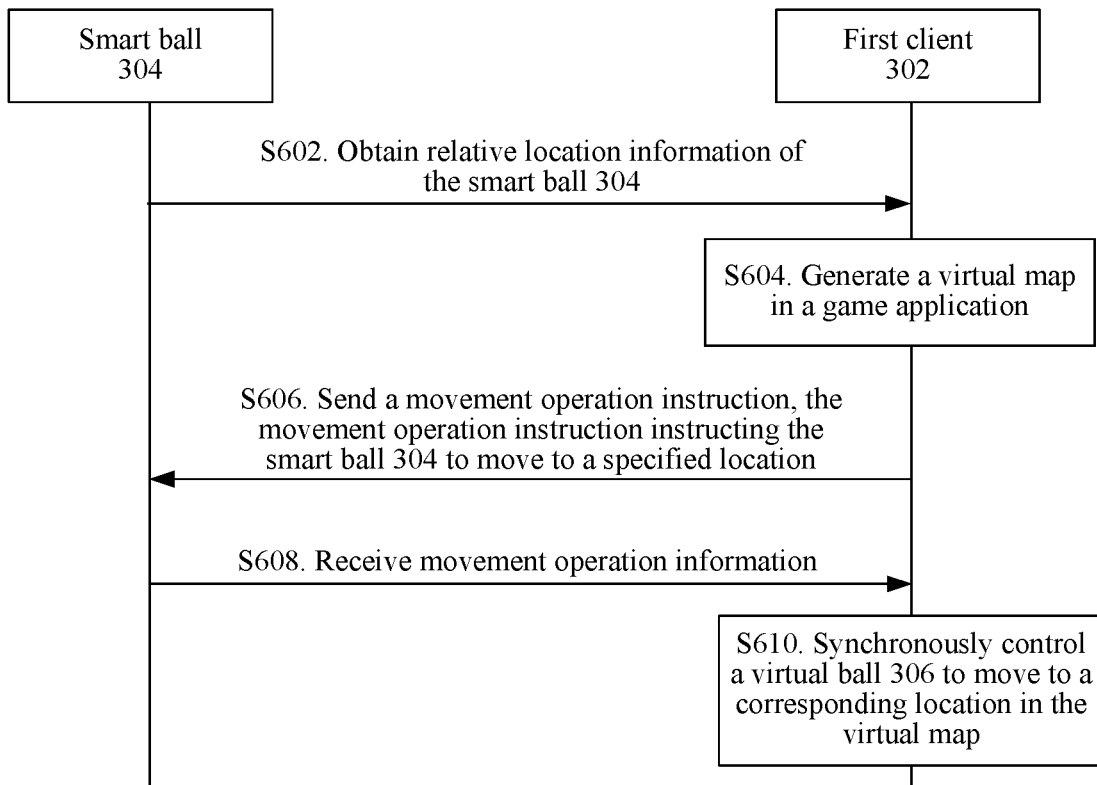 Smart ball
304
First client
302
S602. Obtain relative location information of
the smart ball 304
S604. Generate a virtual map
in a game application
S606. Send a movement operation instruction, the
movement operation instruction instructing the
smart ball 304 to move to a specified location
S608. Receive movement operation information
S610. Synchronously control
a virtual ball 306 to move to a
corresponding location in the
virtual map